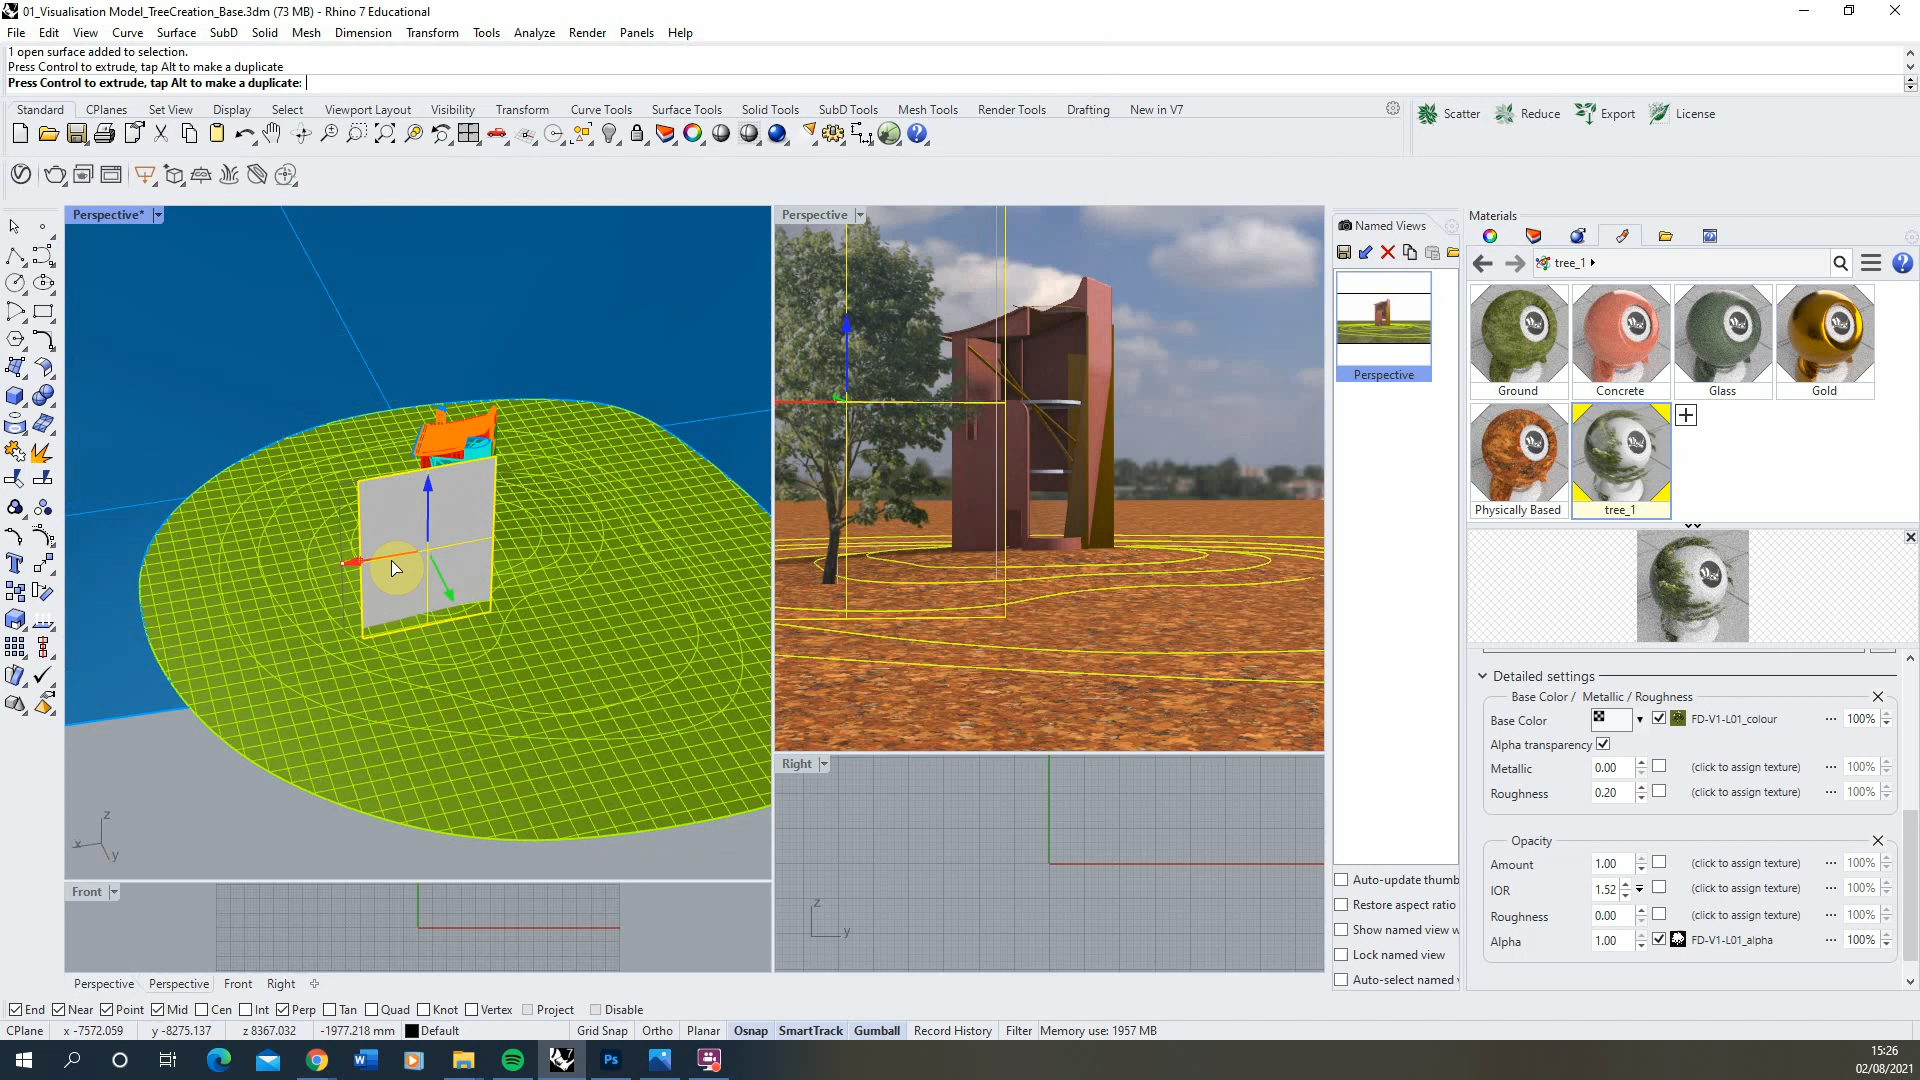 01_Visualisation Model_TreeCreation_Base.3dm (73 MB) - Rhino 7 Educational
File Edit View Curve Surface SubD Solid Mesh Dimension Transform Tools Analyze Render Panels Help
1 open surface added to selection.
Press Control to extrude, tap Alt to make a duplicate
Press Control to extrude, tap Alt to make a duplicate:
Standard CPlanes Set View Display Select Viewport Layout Visibility Transform Curve Tools Surface Tools Solid Tools SubD Tools Mesh Tools Render Tools Drafting New in V7
Scatter Reduce Export License
Perspective*
Perspective
Named Views
Perspective
Materials
tree_1
Ground Concrete Glass Gold
Physically Based tree_1
Detailed settings
Base Color / Metallic / Roughness
Base Color FD-V1-L01_colour 100%
Alpha transparency
Metallic 0.00 (click to assign texture) 100%
Roughness 0.20 (click to assign texture) 100%
Opacity
Amount 1.00 (click to assign texture) 100%
IOR 1.52 (click to assign texture) 100%
Roughness 0.00 (click to assign texture) 100%
Alpha 1.00 FD-V1-L01_alpha 100%
z
x
y
Right
z
y
Front
Auto-update thumb
Restore aspect ratio
Show named view w
Lock named view
Auto-select named
Perspective Perspective Front Right
End Near Point Mid Cen Int Perp Tan Quad Knot Vertex Project Disable
CPlane x -7572.059 y -8275.137 z 8367.032 -1977.218 mm Default Grid Snap Ortho Planar Osnap SmartTrack Gumball Record History Filter Memory use: 1957 MB
15:26
02/08/2021